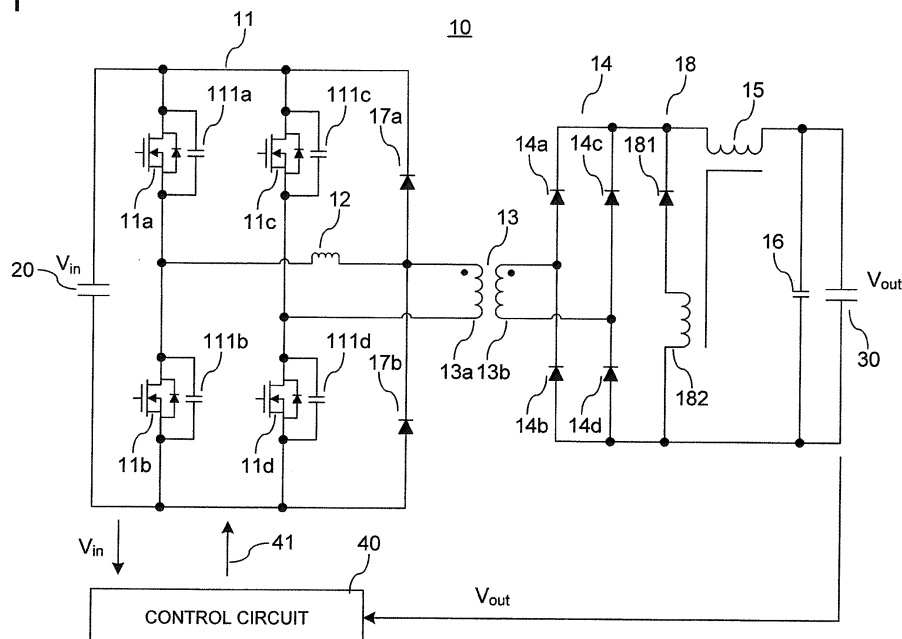 10
11
111a
111c
17a
14
18
15
14a
14c
181
11a
11c
12
13
20
Vin
16
Vout
30
111b
111d
17b
13a
13b
182
14b
14d
11b
11d
Vin
41
40
Vout
CONTROL CIRCUIT